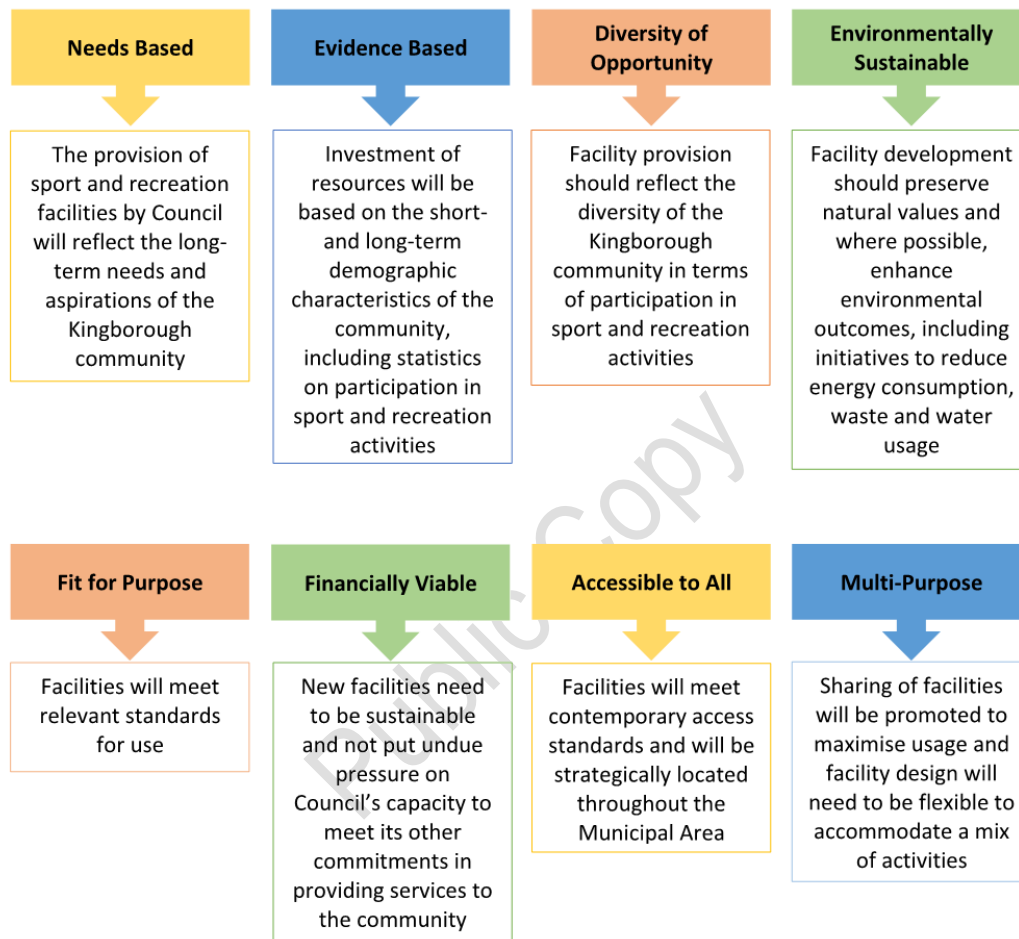 Needs Based
The provision of
sport and recreation
facilities by Council
will reflect the long-
term needs and
aspirations of the
Kingborough
community
Evidence Based
Investment of
resources will be
based on the short-
and long-term
demographic
characteristics of the
community,
including statistics
on participation in
sport and recreation
activities
Diversity of
Opportunity
Facility provision
should reflect the
diversity of the
Kingborough
community in terms
of participation in
sport and recreation
activities
Environmentally
Sustainable
Facility development
should preserve
natural values and
where possible,
enhance
environmental
outcomes, including
initiatives to reduce
energy consumption,
waste and water
usage
Fit for Purpose
Facilities will meet
relevant standards
for use
Financially Viable
New facilities need
to be sustainable
and not put undue
pressure on
Council’s capacity to
meet its other
commitments in
providing services to
the community
Accessible to All
Facilities will meet
contemporary access
standards and will be
strategically located
throughout the
Municipal Area
Multi-Purpose
Sharing of facilities
will be promoted to
maximise usage and
facility design will
need to be flexible to
accommodate a mix
of activities
Public Copy